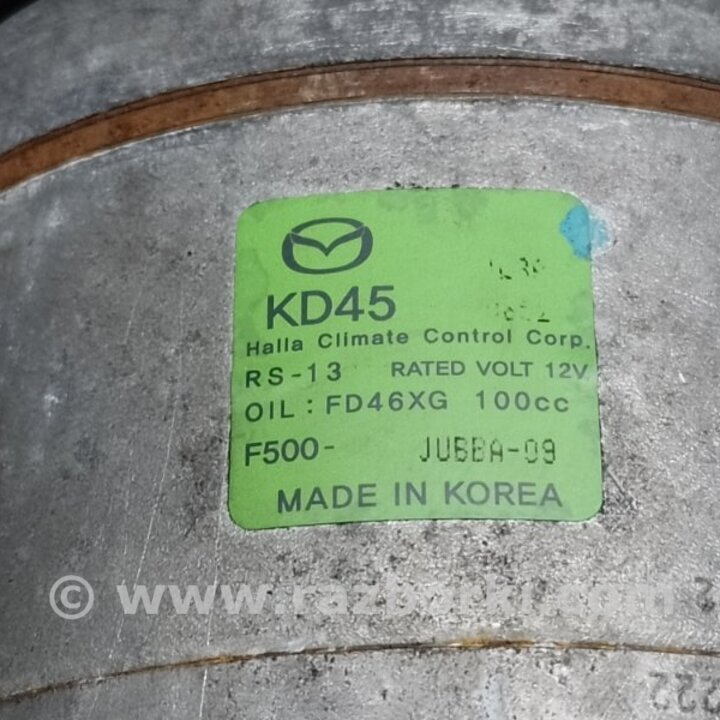 KD45
Halla Climate Control Corp.
RS-13 RATED VOLT 12V
OIL: FD46XG 100cc
F500- JUBBA-09
MADE IN KOREA
© www.razborki.com
222